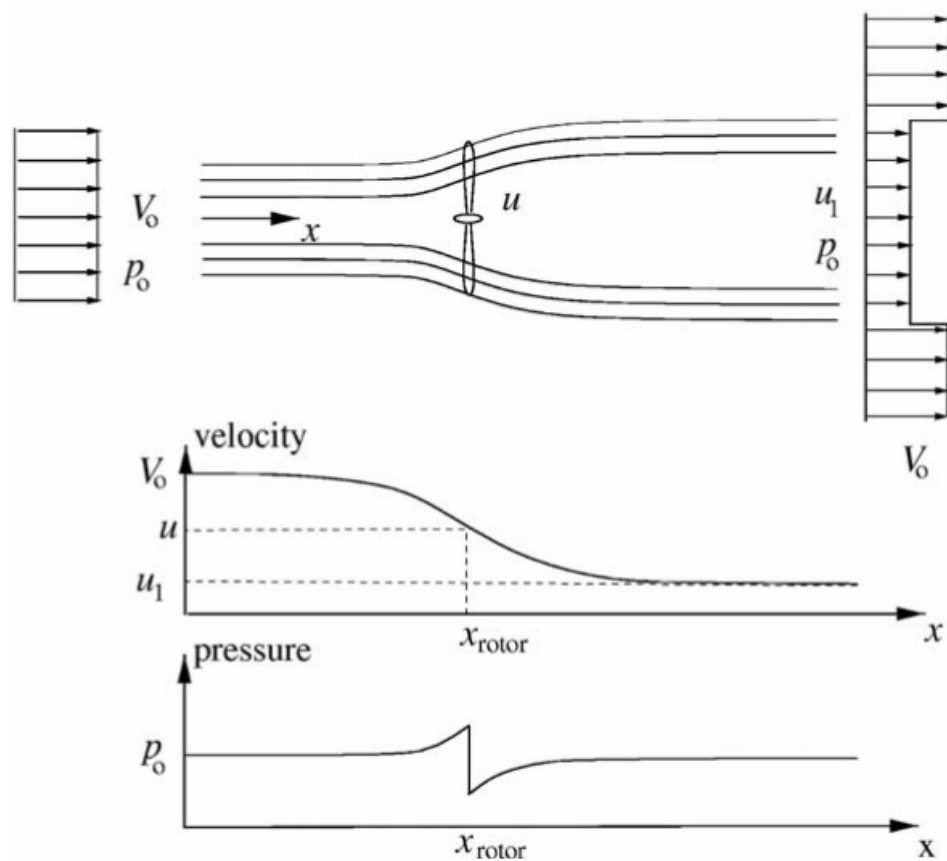 V₀
x
u
u₁
p₀
p₀
V₀
velocity
V₀
u
u₁
x_rotor
x
pressure
p₀
x_rotor
x